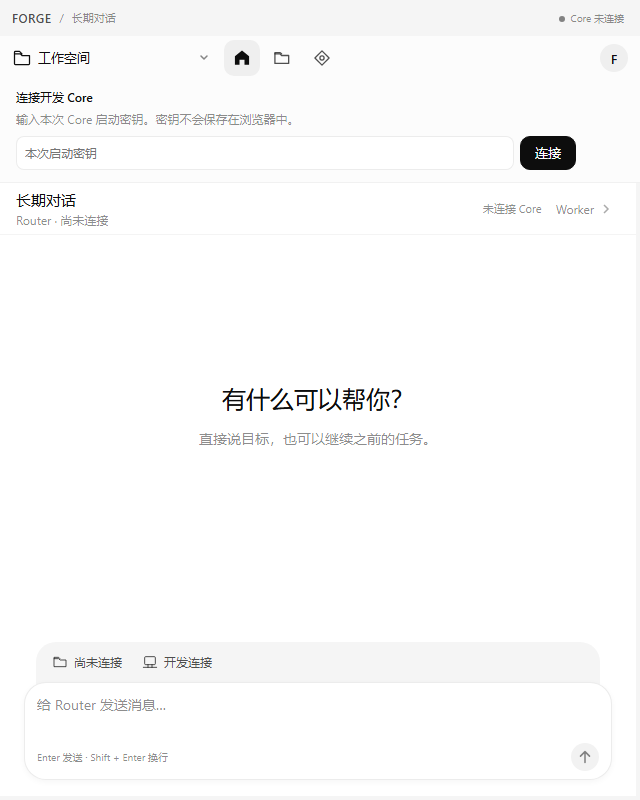 FORGE / 长期对话
Core 未连接
工作空间
F
连接开发 Core
输入本次 Core 启动密钥。密钥不会保存在浏览器中。
本次启动密钥
连接
长期对话
Router · 尚未连接
未连接 Core
Worker
有什么可以帮你?
直接说目标，也可以继续之前的任务。
尚未连接
开发连接
给 Router 发送消息...
Enter 发送 · Shift + Enter 换行